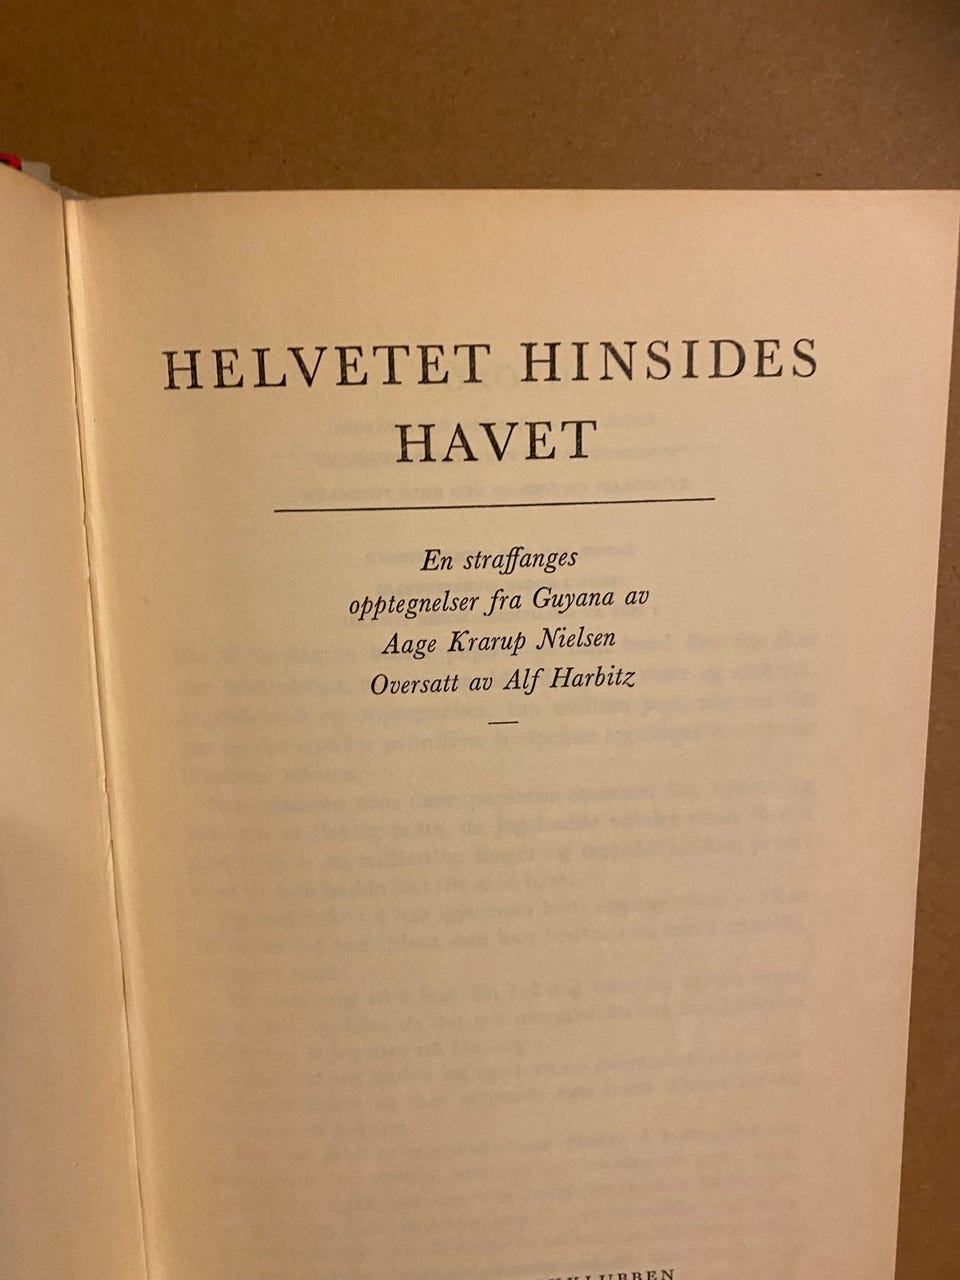 HELVETET HINSIDES
HAVET
En straffanges
opptegnelser fra Guyana av
Aage Krarup Nielsen
Oversatt av Alf Harbitz